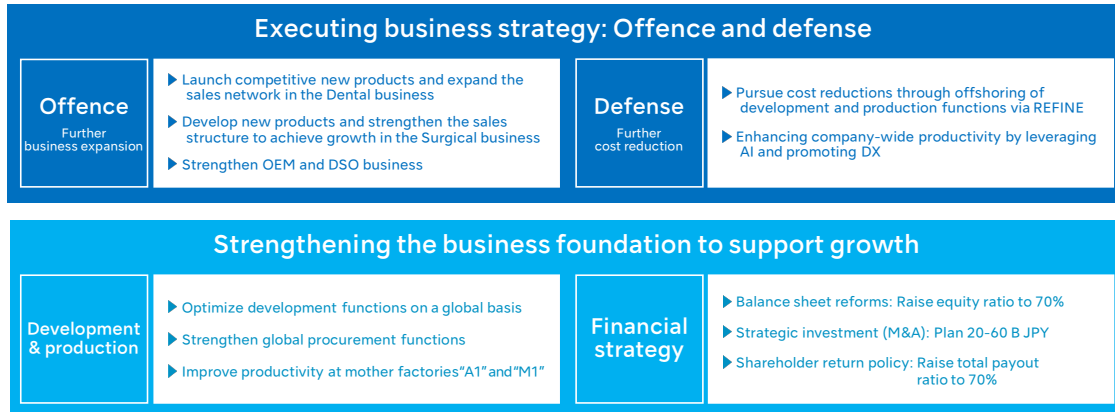 Executing business strategy: Offence and defense
Offence
Further
business expansion
Launch competitive new products and expand the
sales network in the Dental business
Develop new products and strengthen the sales
structure to achieve growth in the Surgical business
Strengthen OEM and DSO business
Defense
Further
cost reduction
Pursue cost reductions through offshoring of
development and production functions via REFINE
Enhancing company-wide productivity by leveraging
AI and promoting DX
Strengthening the business foundation to support growth
Development
& production
Optimize development functions on a global basis
Strengthen global procurement functions
Improve productivity at mother factories“A1”and“M1”
Financial
strategy
Balance sheet reforms: Raise equity ratio to 70%
Strategic investment (M&A): Plan 20-60 B JPY
Shareholder return policy: Raise total payout
ratio to 70%